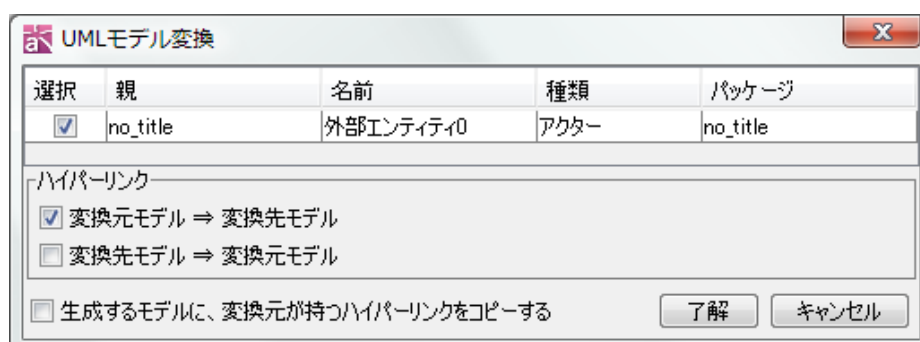 UMLモデル変換
選択 親 名前 種類 パッケージ
no_title 外部エンティティ0 アクター no_title
ハイパーリンク
変換元モデル ⇒ 変換先モデル
変換先モデル ⇒ 変換元モデル
生成するモデルに、変換元が持つハイパーリンクをコピーする 了解 キャンセル